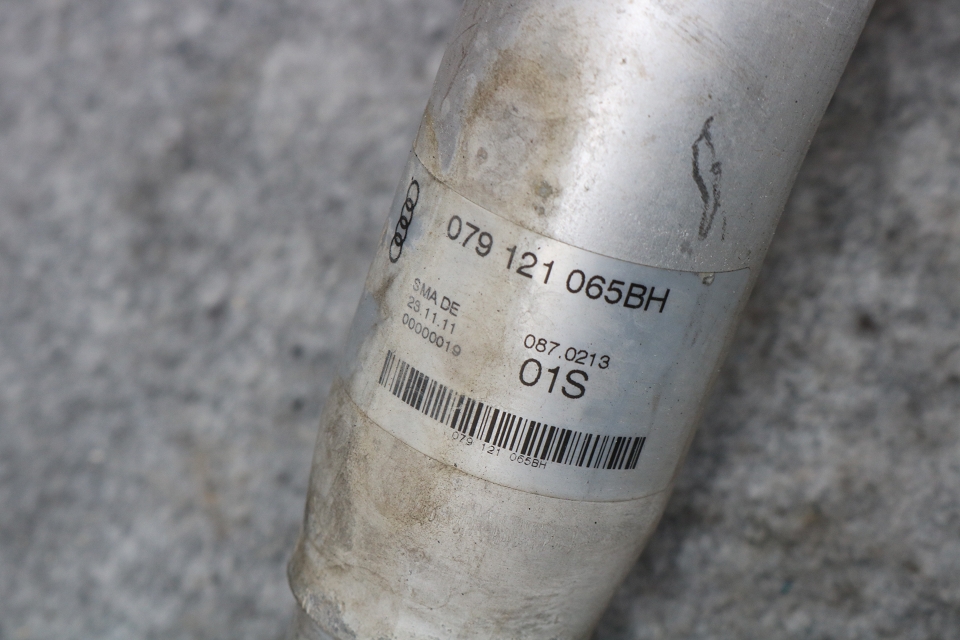 079 121 065BH
SMA DE
23.11.11
00000019
087.0213
01S
079 121 065BH